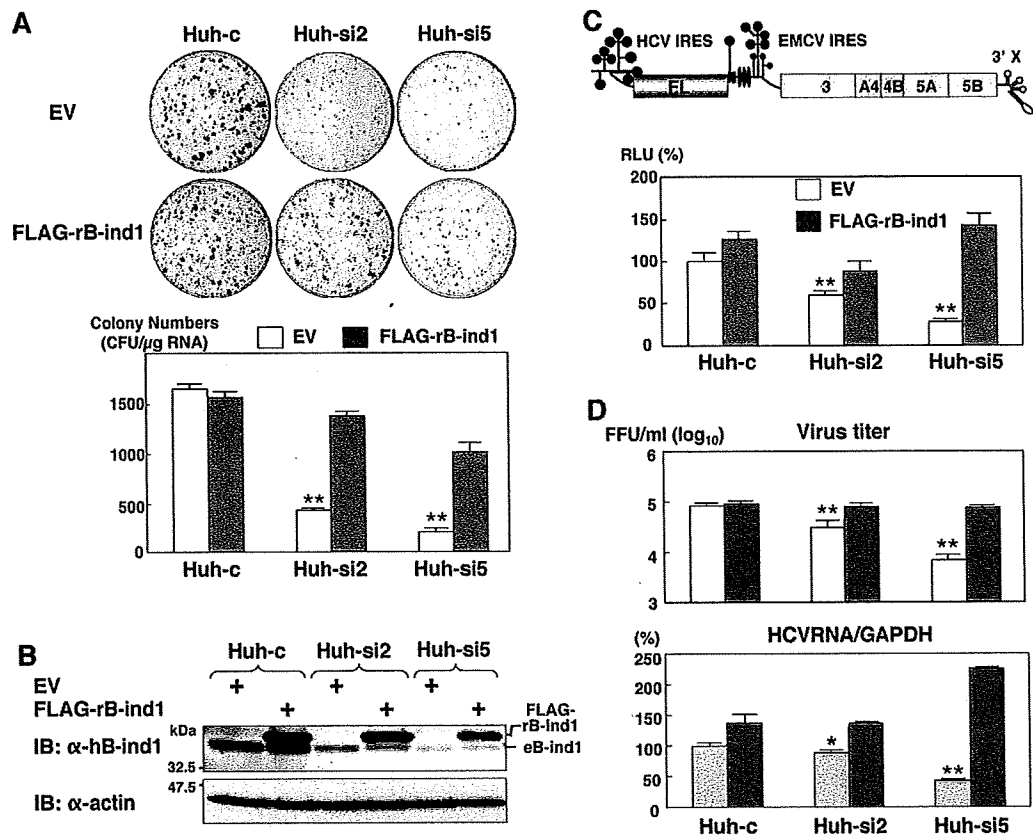 A
Huh-c Huh-si2 Huh-si5
EV
FLAG-rB-ind1
Colony Numbers
(CFU/µg RNA)
EV FLAG-rB-ind1
1500
1000
500
0
** **
Huh-c Huh-si2 Huh-si5
B
Huh-c Huh-si2 Huh-si5
EV + + +
FLAG-rB-ind1 + + +
kDa
FLAG-
rB-ind1
IB: α-hB-ind1
eB-ind1
32.5
47.5
IB: α-actin
C
HCV IRES EMCV IRES
3' X
FL 3 A4 4B 5A 5B
RLU (%)
200
150
100
50
0
EV
FLAG-rB-ind1
** **
Huh-c Huh-si2 Huh-si5
D
FFU/ml (log10) Virus titer
6
5
4
3
** **
(%) HCVRNA/GAPDH
250
200
150
100
50
0
* **
Huh-c Huh-si2 Huh-si5